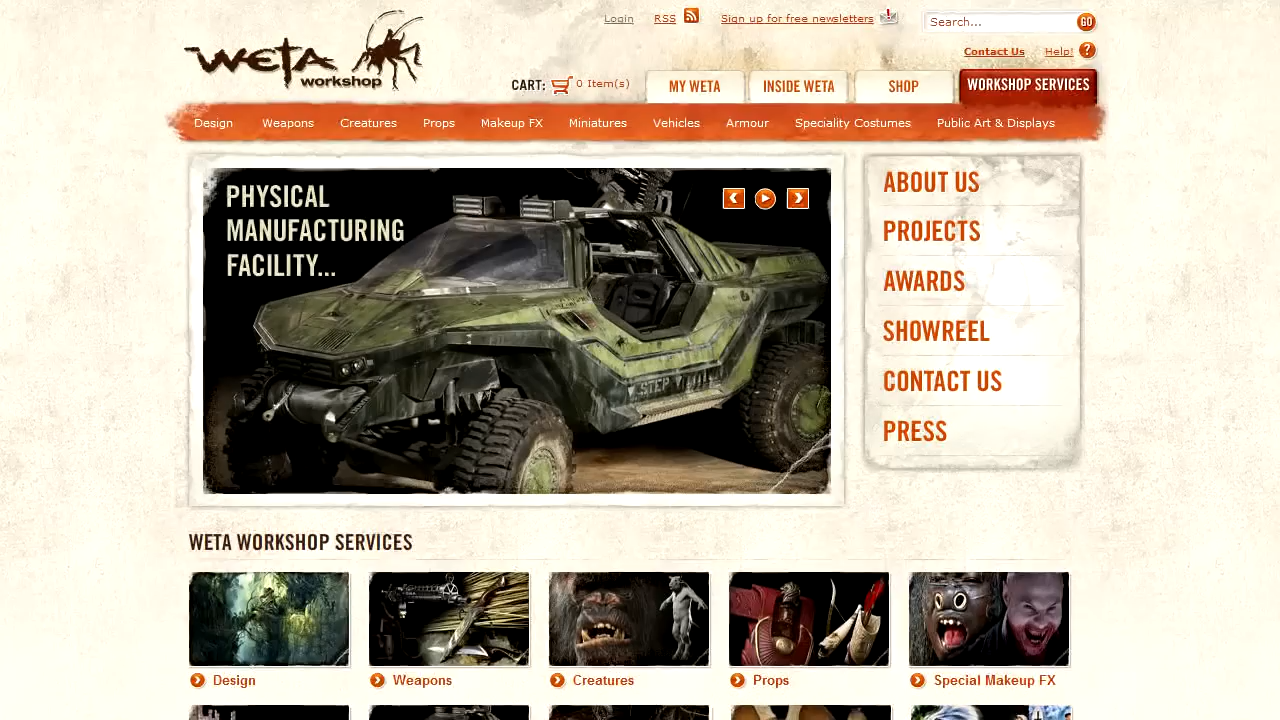 WETA
workshop
Login
RSS
Sign up for free newsletters
Search...
GO
Contact Us
Help!
?
CART:
0 Item(s)
MY WETA
INSIDE WETA
SHOP
WORKSHOP SERVICES
Design
Weapons
Creatures
Props
Makeup FX
Miniatures
Vehicles
Armour
Speciality Costumes
Public Art & Displays
PHYSICAL
MANUFACTURING
FACILITY...
ABOUT US
PROJECTS
AWARDS
SHOWREEL
CONTACT US
PRESS
WETA WORKSHOP SERVICES
Design
Weapons
Creatures
Props
Special Makeup FX